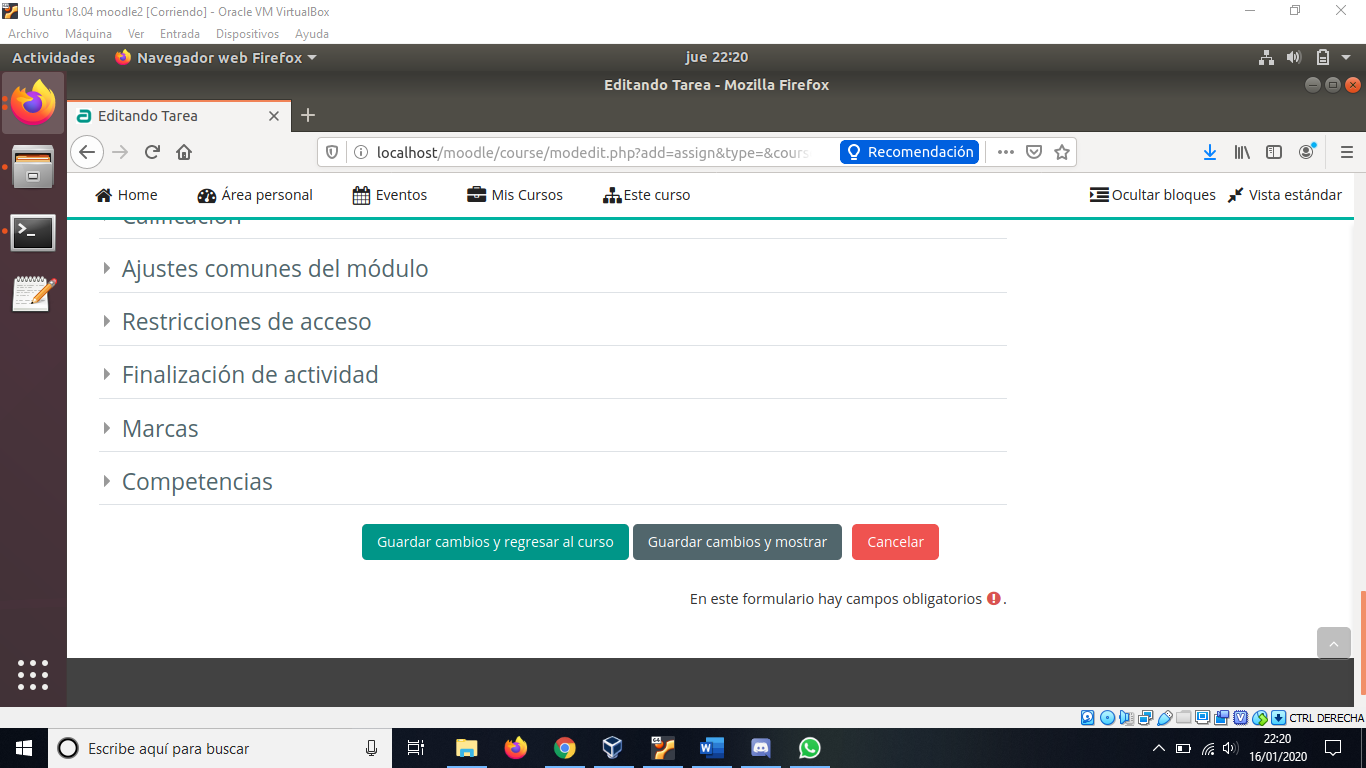 Ubuntu 18.04 moodle2 [Corriendo] - Oracle VM VirtualBox
Archivo Máquina Ver Entrada Dispositivos Ayuda
Actividades Navegador web Firefox jue 22:20
Editando Tarea - Mozilla Firefox
Editando Tarea
localhost/moodle/course/modedit.php?add=assign&type=&cours Recomendación
Home Área personal Eventos Mis Cursos Este curso Ocultar bloques Vista estándar
Calificación
Ajustes comunes del módulo
Restricciones de acceso
Finalización de actividad
Marcas
Competencias
Guardar cambios y regresar al curso Guardar cambios y mostrar Cancelar
En este formulario hay campos obligatorios .
CTRL DERECHA
Escribe aquí para buscar
22:20
16/01/2020